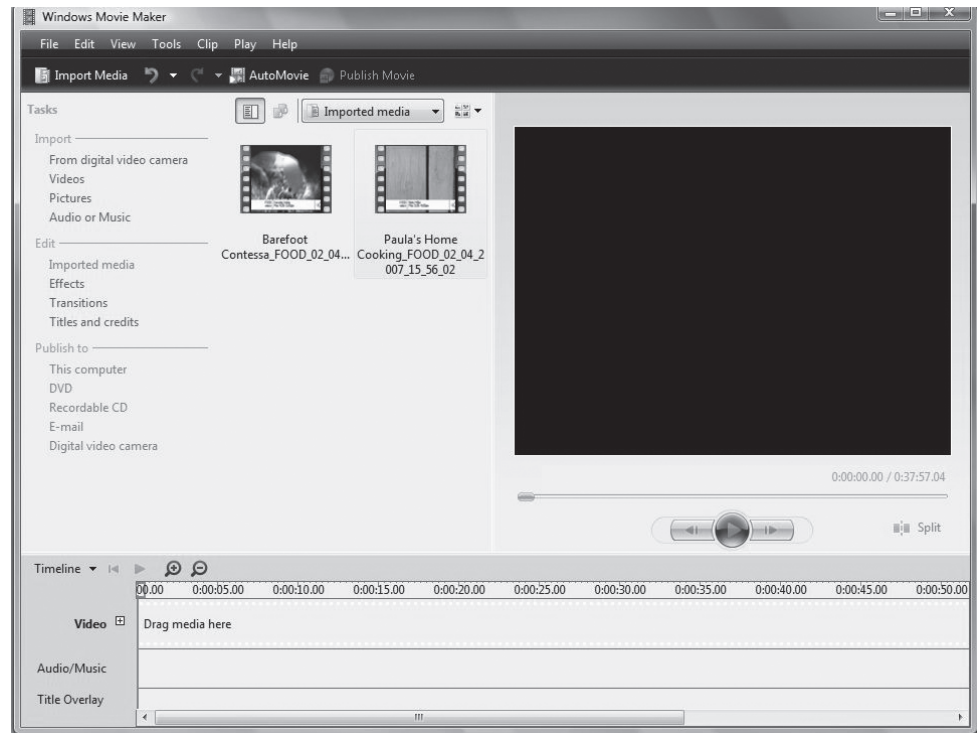 Windows Movie Maker
File Edit View Tools Clip Play Help
Import Media AutoMovie Publish Movie
Tasks
Imported media
Import
From digital video camera
Videos
Pictures
Audio or Music
Edit
Imported media
Effects
Transitions
Titles and credits
Publish to
This computer
DVD
Recordable CD
E-mail
Digital video camera
Barefoot
Contessa_FOOD_02_04...
Paula's Home
Cooking_FOOD_02_04_2
007_15_56_02
0:00:00.00 / 0:37:57.04
Split
Timeline
00.00 0:00:05.00 0:00:10.00 0:00:15.00 0:00:20.00 0:00:25.00 0:00:30.00 0:00:35.00 0:00:40.00 0:00:45.00 0:00:50.00
Video Drag media here
Audio/Music
Title Overlay